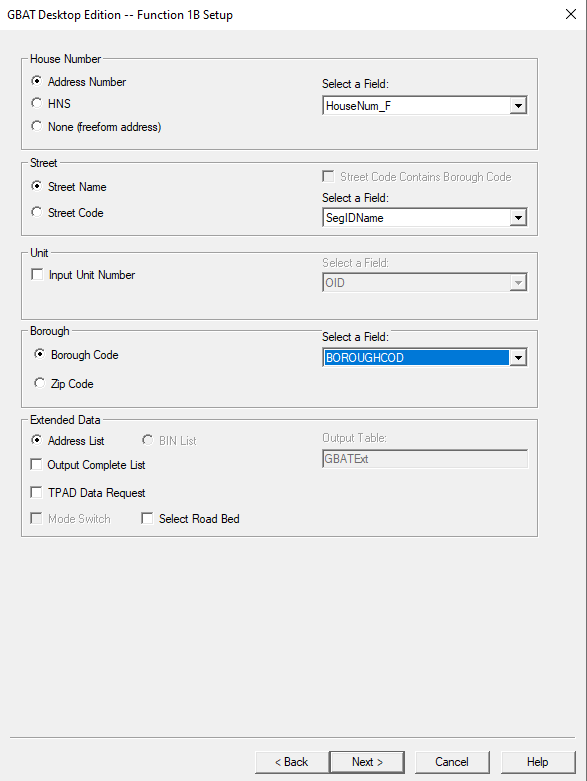 GBAT Desktop Edition -- Function 1B Setup
House Number
Address Number
Select a Field:
HNS
HouseNum_F
None (freeform address)
Street
Street Code Contains Borough Code
Street Name
Select a Field:
Street Code
SegIDName
Unit
Select a Field:
Input Unit Number
OID
Borough
Select a Field:
Borough Code
BOROUGHCOD
Zip Code
Extended Data
Address List
BIN List
Output Table:
Output Complete List
GBATExt
TPAD Data Request
Mode Switch
Select Road Bed
< Back
Next >
Cancel
Help